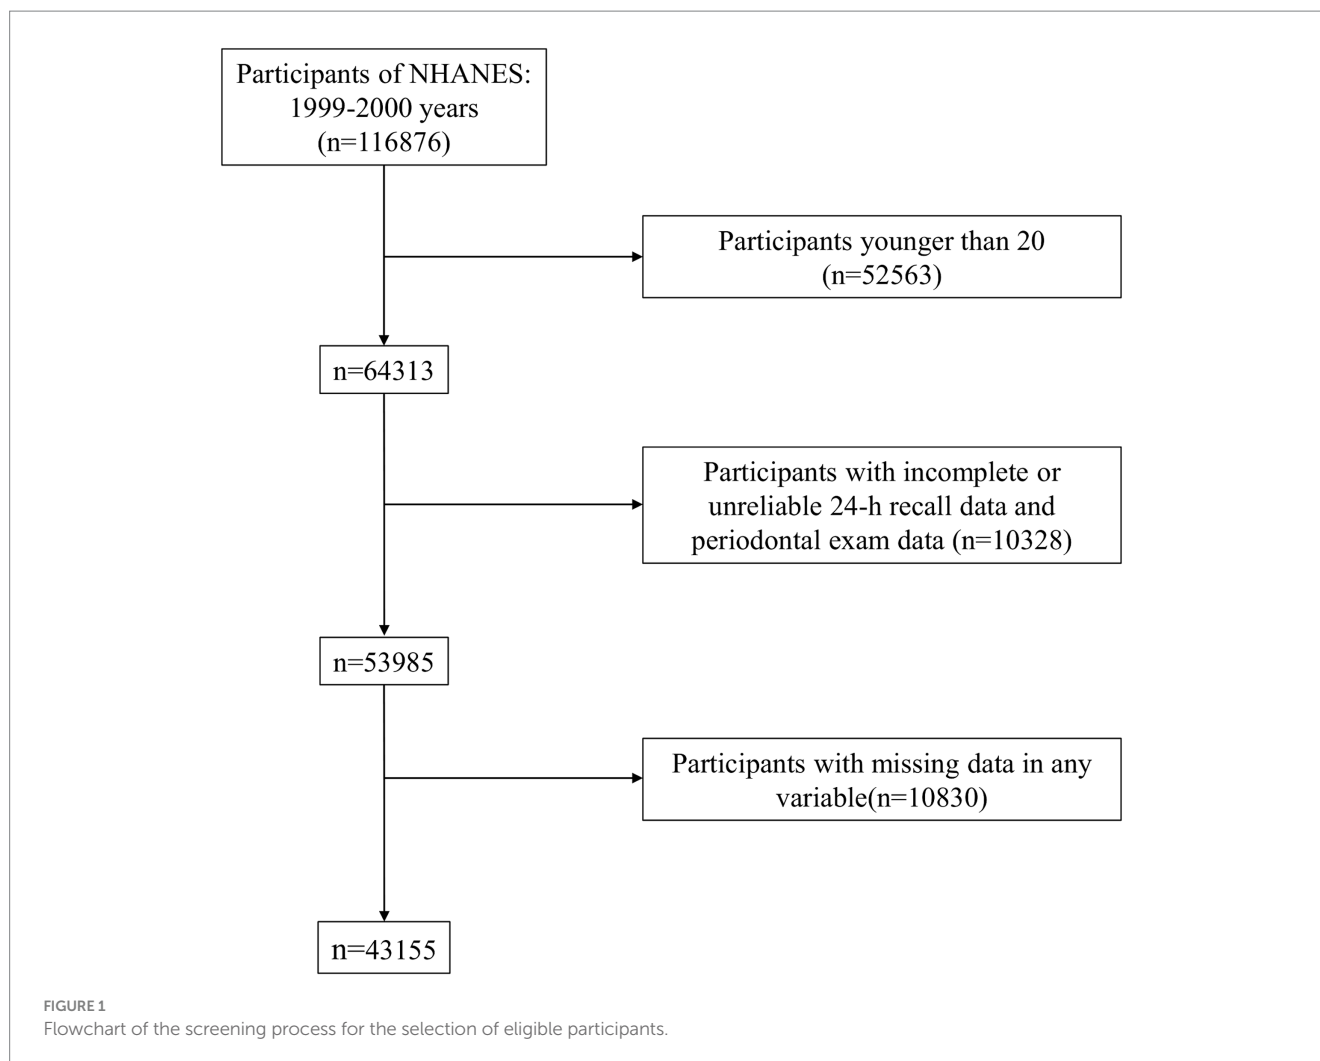 Participants of NHANES:
1999-2000 years
(n=116876)
Participants younger than 20
(n=52563)
n=64313
Participants with incomplete or
unreliable 24-h recall data and
periodontal exam data (n=10328)
n=53985
Participants with missing data in any
variable(n=10830)
n=43155
FIGURE 1
Flowchart of the screening process for the selection of eligible participants.